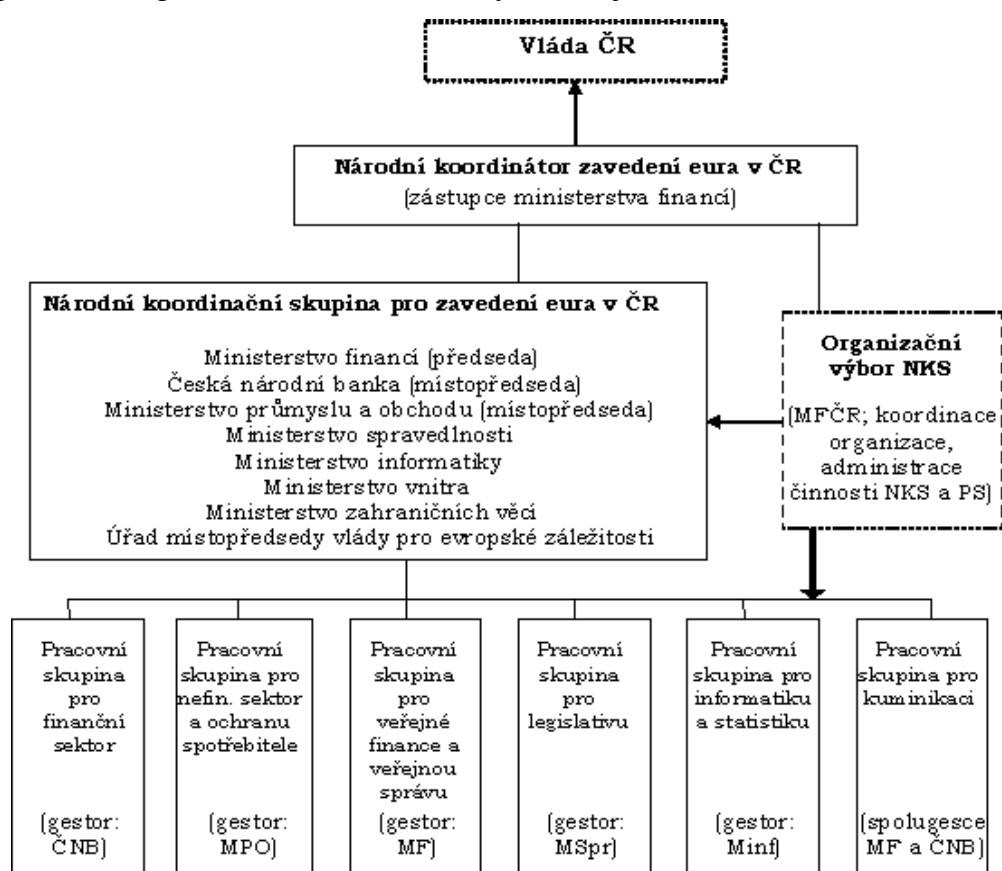 Vláda ČR
Národní koordinátor zavedení eura v ČR
(zástupce ministerstva financí)
Národní koordinační skupina pro zavedení eura v ČR
Ministerstvo financí (předseda)
Česká národní banka (místopředseda)
Ministerstvo průmyslu a obchodu (místopředseda)
Ministerstvo spravedlnosti
Ministerstvo informatiky
Ministerstvo vnitra
Ministerstvo zahraničních věcí
Úřad místopředsedy vlády pro evropské záležitosti
Organizační
výbor NKS
(MFČR; koordinace
organizace,
administrace
činnosti NKS a PS)
Pracovní
skupina
pro
finanční
sektor
(gestor:
ČNB)
Pracovní
skupina pro
nefin. sektor
a ochranu
spotřebitele
(gestor:
MPO)
Pracovní
skupina
pro
veřejné
finance a
veřejnou
správu
(gestor:
MF)
Pracovní
skupina
pro
legislativu
(gestor:
MSpr)
Pracovní
skupina pro
informatiku
a statistiku
(gestor:
Minf)
Pracovní
skupina pro
kuminikaci
(spolugesce
MF a ČNB)